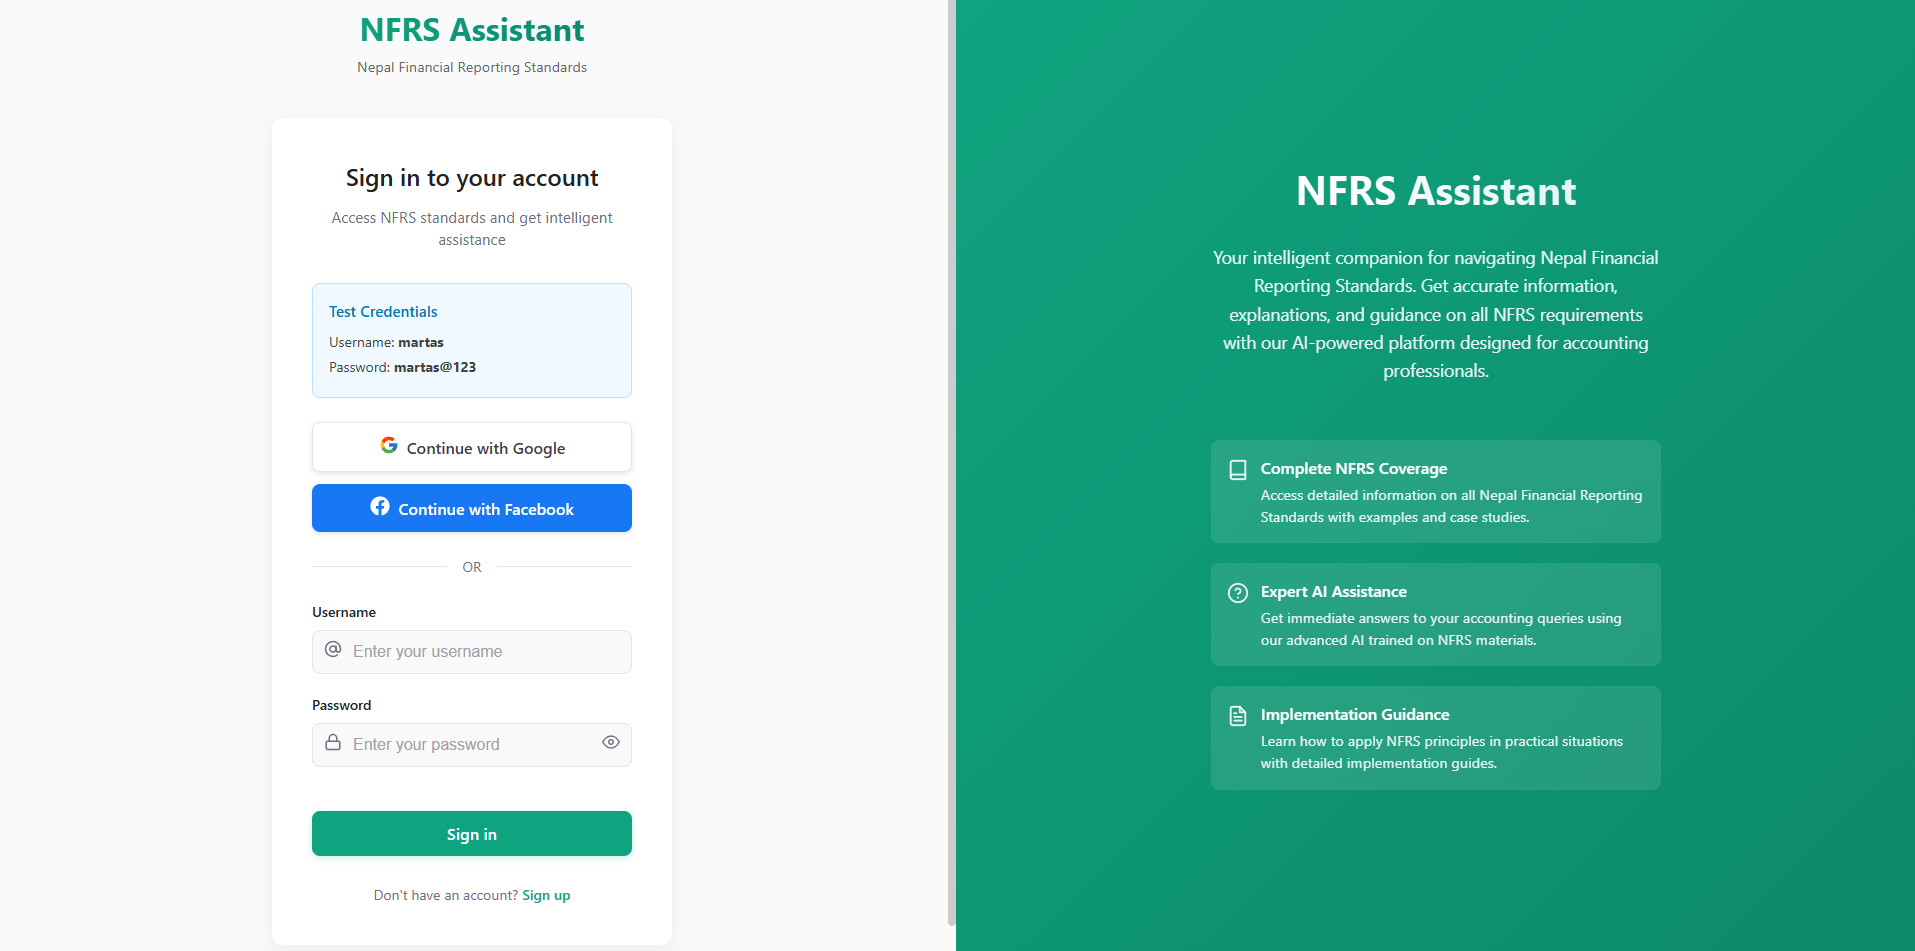 NFRS Assistant
Nepal Financial Reporting Standards
Sign in to your account
Access NFRS standards and get intelligent
assistance
Test Credentials
Username: martas
Password: martas@123
Continue with Google
Continue with Facebook
OR
Username
Enter your username
Password
Enter your password
Sign in
Don't have an account? Sign up
NFRS Assistant
Your intelligent companion for navigating Nepal Financial
Reporting Standards. Get accurate information,
explanations, and guidance on all NFRS requirements
with our AI-powered platform designed for accounting
professionals.
Complete NFRS Coverage
Access detailed information on all Nepal Financial Reporting
Standards with examples and case studies.
Expert AI Assistance
Get immediate answers to your accounting queries using
our advanced AI trained on NFRS materials.
Implementation Guidance
Learn how to apply NFRS principles in practical situations
with detailed implementation guides.